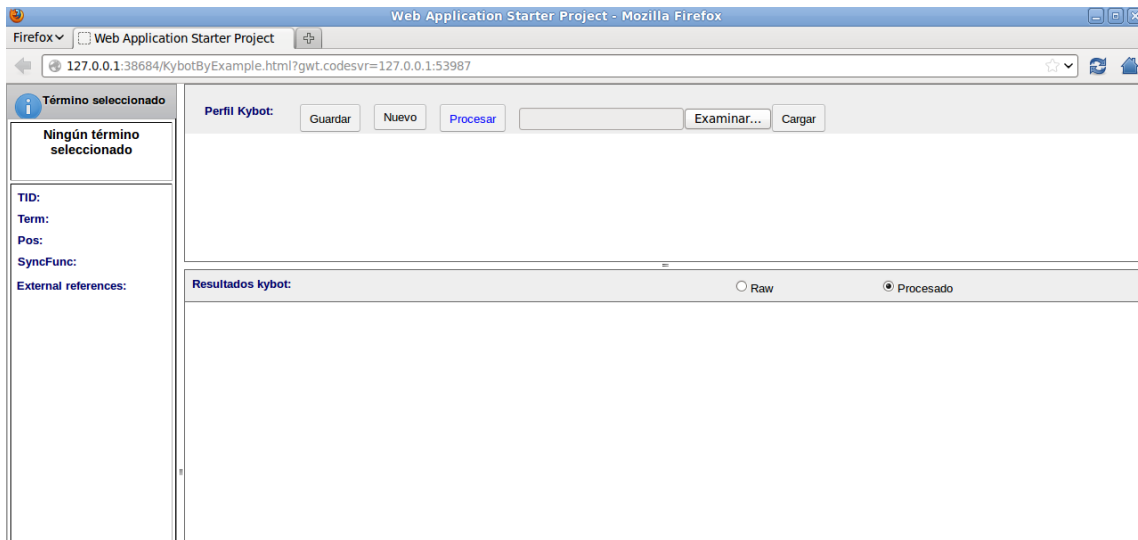 Web Application Starter Project - Mozilla Firefox
Firefox Web Application Starter Project
127.0.0.1:38684/KybotByExample.html?gwt.codesvr=127.0.0.1:53987
Término seleccionado
Ningún término
seleccionado
TID:
Term:
Pos:
SyncFunc:
External references:
Perfil Kybot: Guardar Nuevo Procesar Examinar... Cargar
Resultados kybot: Raw Procesado